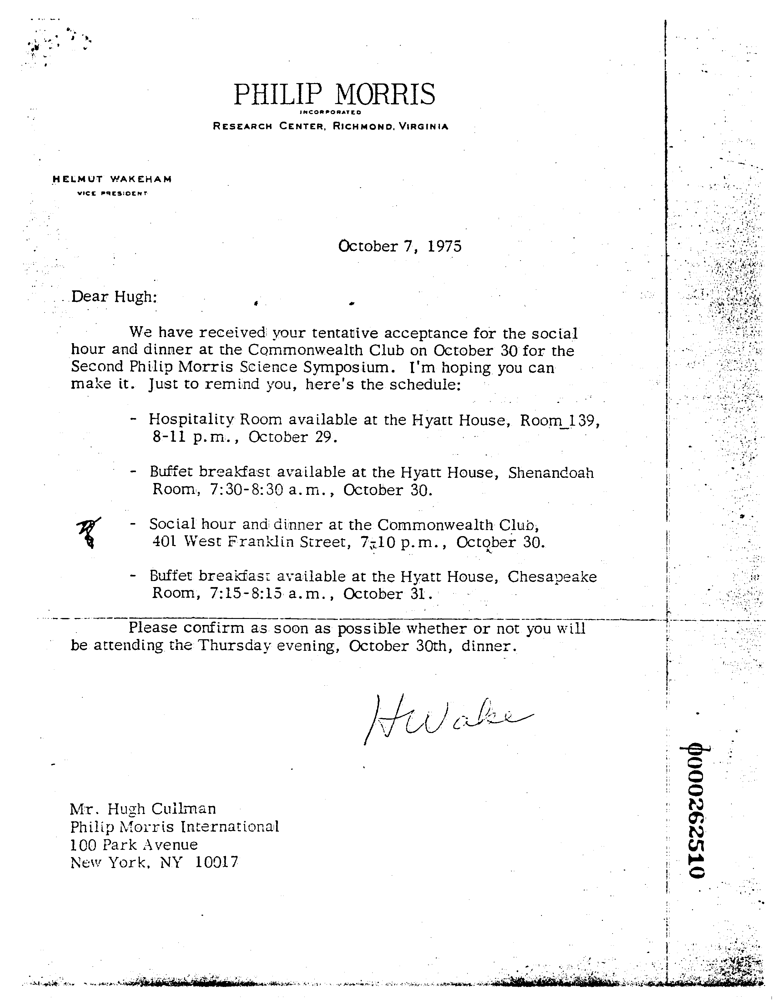 PHILIP MORRIS
INCORPORATED
RESEARCH CENTER, RICHMOND, VIRGINIA
HELMUT WAKEHAM
VICE PRESIDENT
October 7, 1975
Dear Hugh:
We have received your tentative acceptance for the social
hour and dinner at the Commonwealth Club on October 30 for the
Second Philip Morris Science Symposium. I'm hoping you can
make it. Just to remind you, here's the schedule:
- Hospitality Room available at the Hyatt House, Room 139,
8-11 p.m., October 29.
- Buffet breakfast available at the Hyatt House, Shenandoah
Room, 7:30-8:30 a.m., October 30.
- Social hour and dinner at the Commonwealth Club,
401 West Franklin Street, 7-10 p.m., October 30.
- Buffet breakfast available at the Hyatt House, Chesapeake
Room, 7:15-8:15 a.m., October 31.
Please confirm as soon as possible whether or not you will
be attending the Thursday evening, October 30th, dinner.
HWake
Mr. Hugh Cullman
Philip Morris International
100 Park Avenue
New York, NY 10017
0000262510